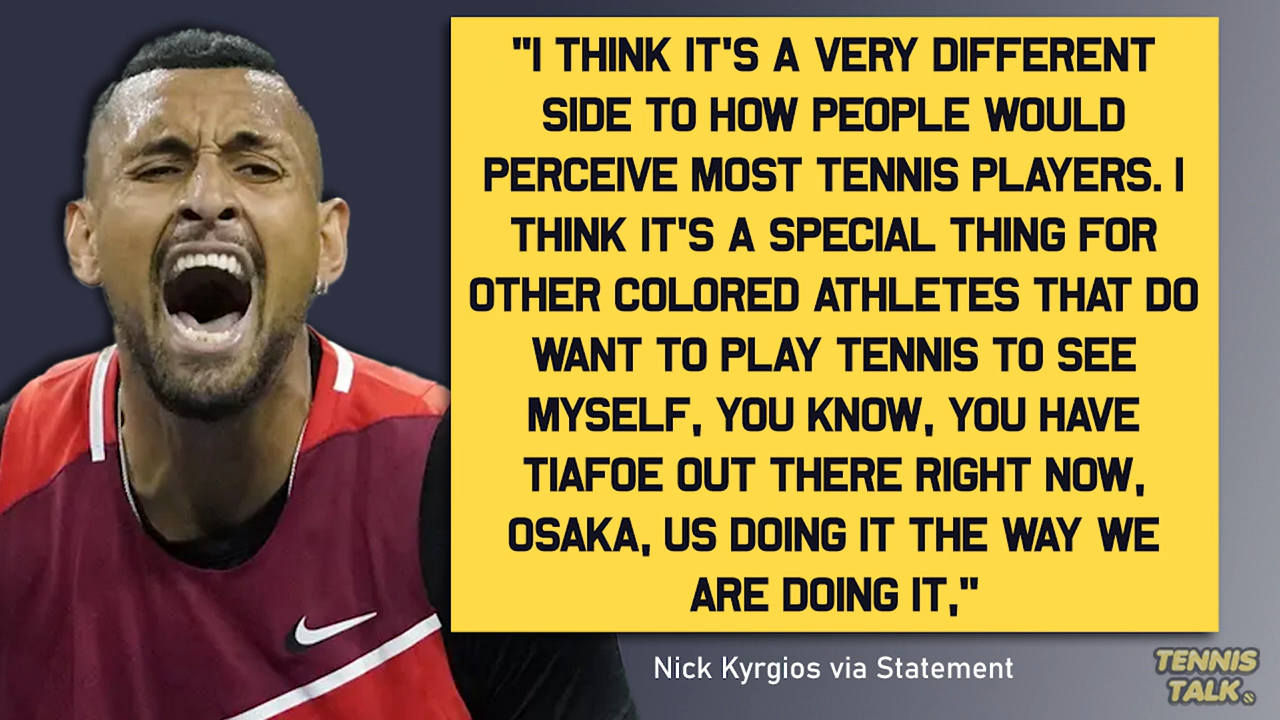 "I THINK IT'S A VERY DIFFERENT
SIDE TO HOW PEOPLE WOULD
PERCEIVE MOST TENNIS PLAYERS. I
THINK IT'S A SPECIAL THING FOR
OTHER COLORED ATHLETES THAT DO
WANT TO PLAY TENNIS TO SEE
MYSELF, YOU KNOW, YOU HAVE
TIAFOE OUT THERE RIGHT NOW,
OSAKA, US DOING IT THE WAY WE
ARE DOING IT,"
Nick Kyrgios via Statement
TENNIS
TALK